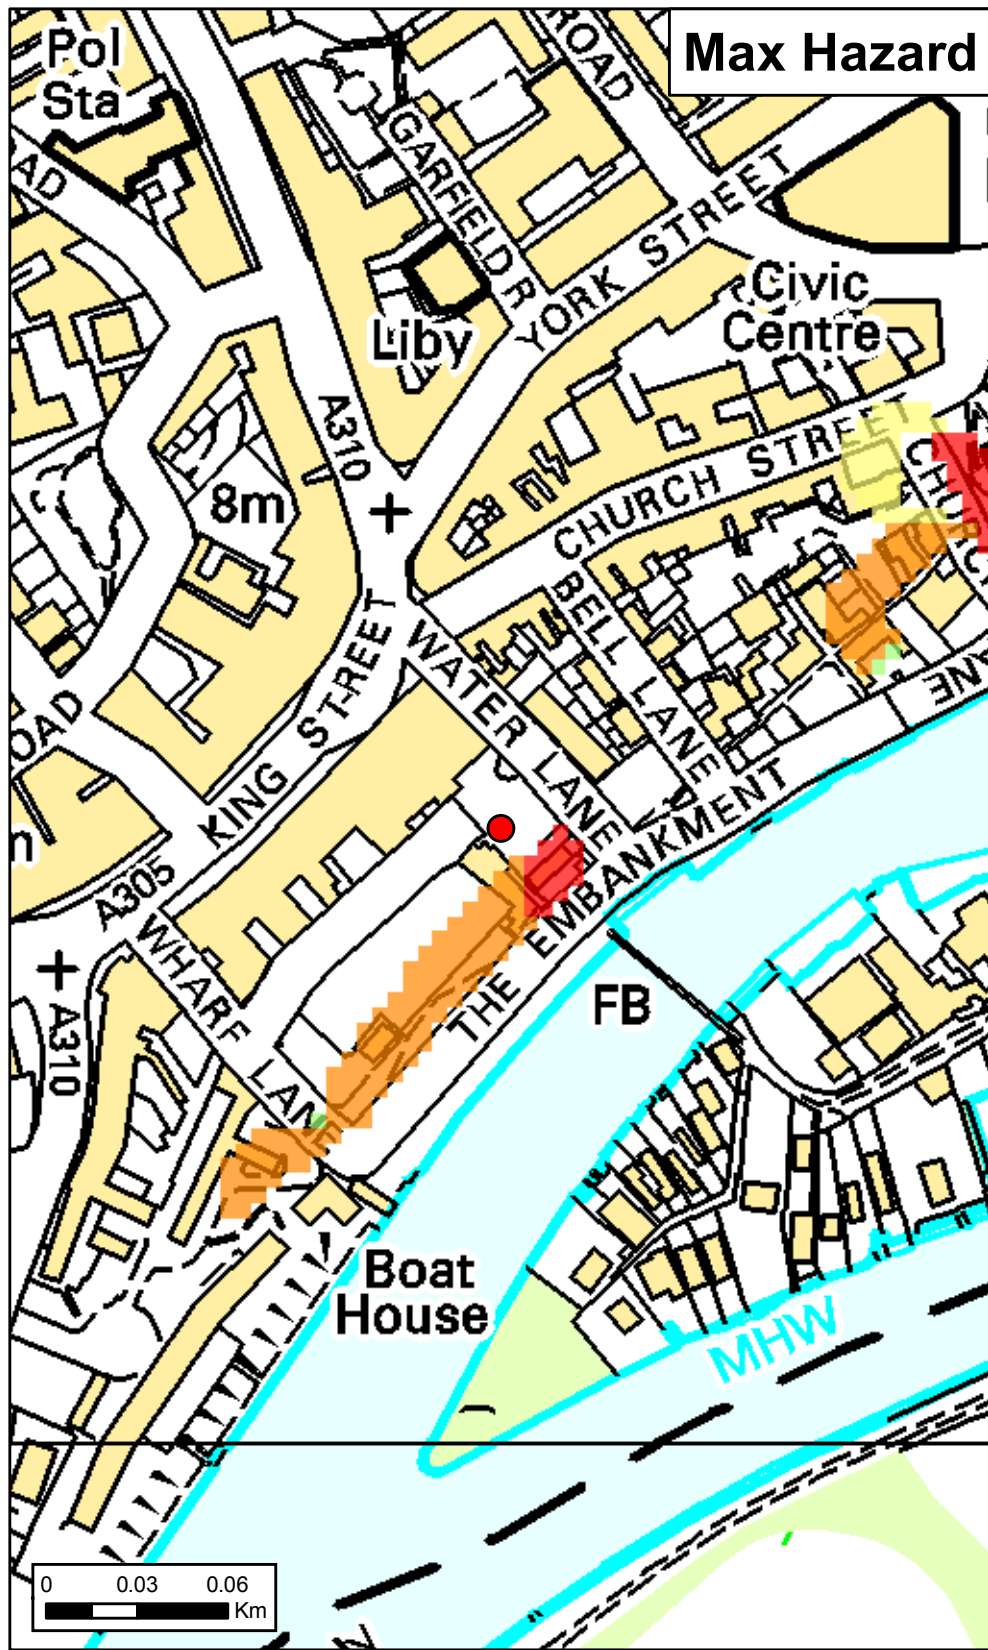 Max Hazard
Pol
Sta
ROAD
GARFIELD R
YORK STREET
Civic
Centre
Liby
A310
8m
CHURCH STREET
BELL LANE
KING STREET
WATER LANE
THE EMBANKMENT
A305
WHARF LANE
A310
FB
Boat
House
MHW
0 0.03 0.06
Km